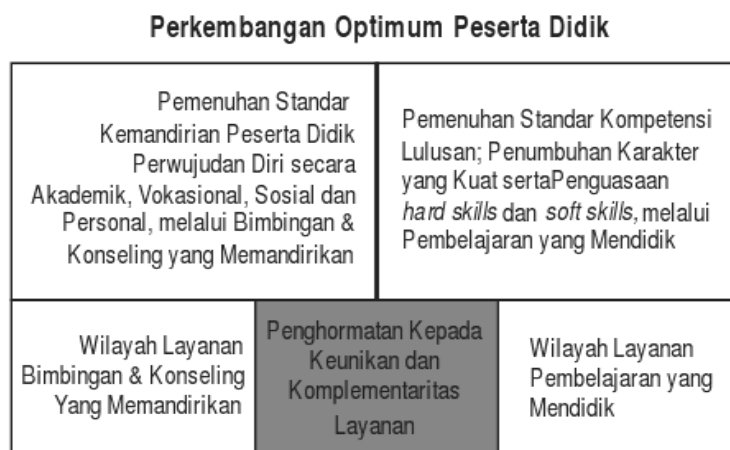 Perkembangan Optimum Peserta Didik
Pemenuhan Standar
Kemandirian Peserta Didik
Perwujudan Diri secara
Akademik, Vokasional, Sosial dan
Personal, melalui Bimbingan &
Konseling yang Memandirikan
Pemenuhan Standar Kompetensi
Lulusan; Penumbuhan Karakter
yang Kuat sertaPenguasaan
hard skills dan soft skills, melalui
Pembelajaran yang Mendidik
Wilayah Layanan
Bimbingan & Konseling
Yang Memandirikan
Penghormatan Kepada
Keunikan dan
Komplementaritas
Layanan
Wilayah Layanan
Pembelajaran yang
Mendidik